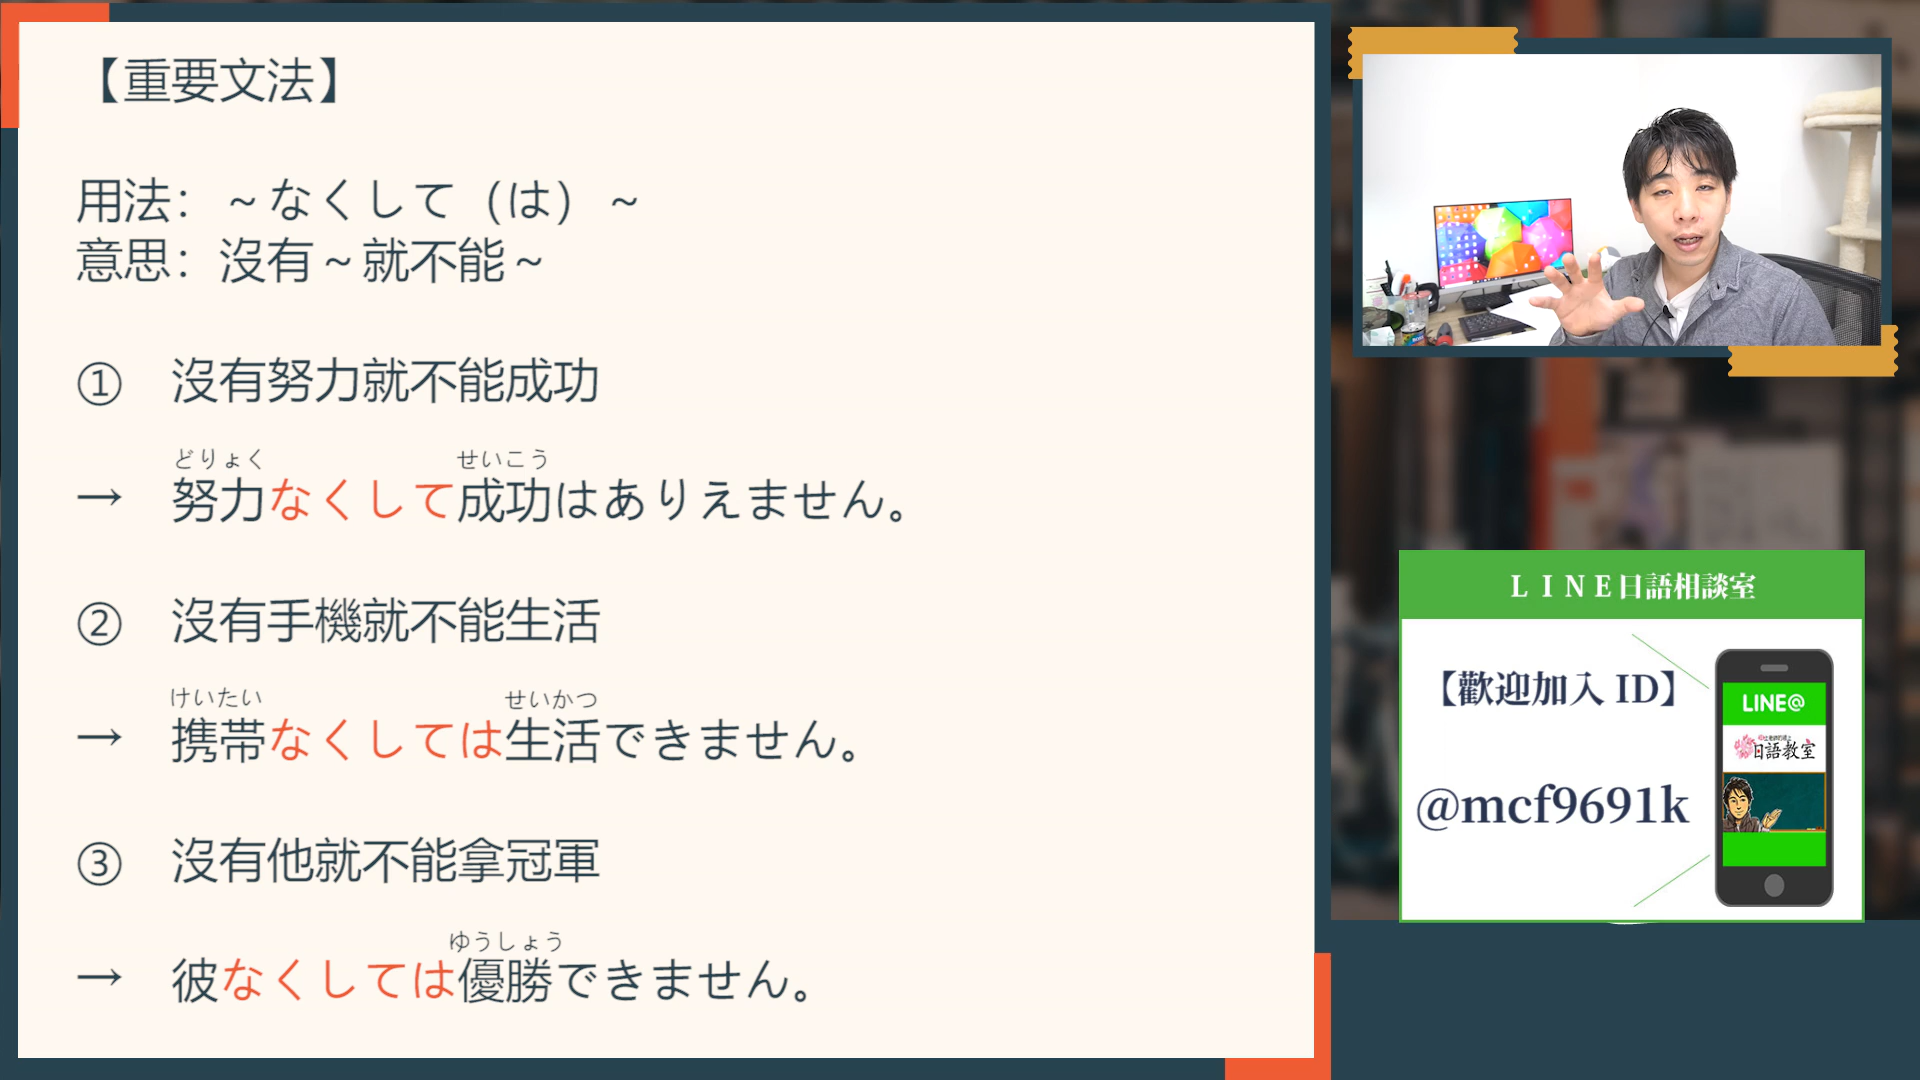 【重要文法】
用法：～なくして（は）～
意思：沒有～就不能～
① 沒有努力就不能成功
どりょく せいこう
→ 努力なくして成功はありえません。
② 沒有手機就不能生活
けいたい せいかつ
→ 携帯なくしては生活できません。
③ 沒有他就不能拿冠軍
ゆうしょう
→ 彼なくしては優勝できません。
ＬＩＮＥ日語相談室
【歡迎加入 ID】
@mcf9691k
LINE@
日語教室